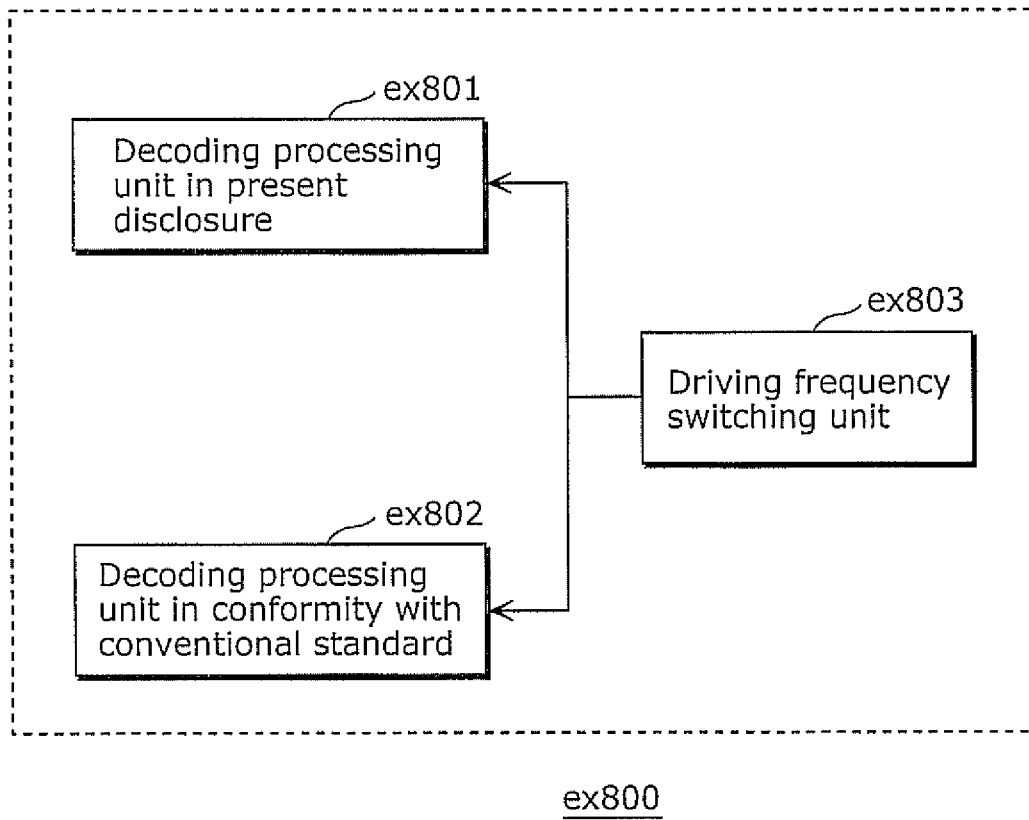 ex801
Decoding processing
unit in present
disclosure
ex803
Driving frequency
switching unit
ex802
Decoding processing
unit in conformity with
conventional standard
ex800